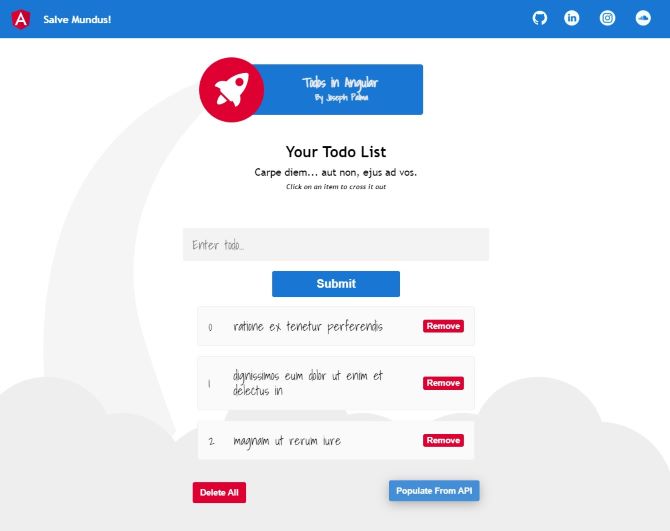 A
Salve Mundus!
in
Todos in Angular
By Joseph Palma
Your Todo List
Carpe diem... aut non, ejus ad vos.
Click on an item to cross it out
Enter todo...
Submit
0 ratione ex tenetur perferendis Remove
1 dignissimos eum dolor ut enim et
delectus in Remove
2 magnam ut rerum iure Remove
Delete All Populate From API